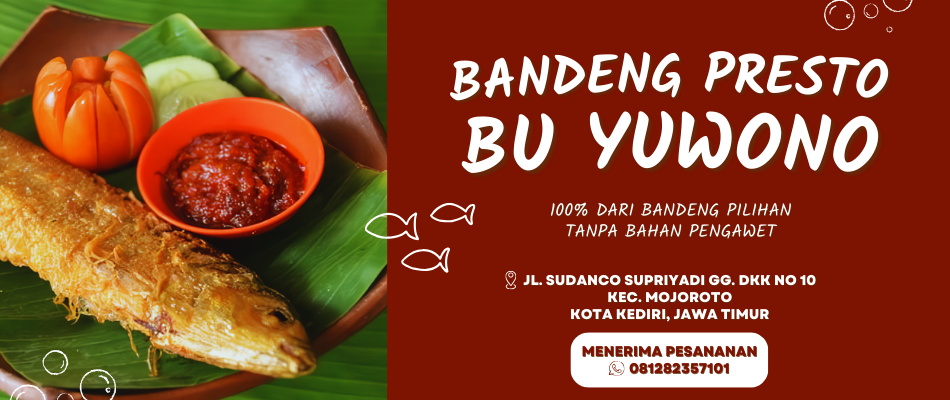 BANDENG PRESTO
BU YUWONO
100% DARI BANDENG PILIHAN
TANPA BAHAN PENGAWET
JL. SUDANCO SUPRIYADI GG. DKK NO 10
KEC. MOJOROTO
KOTA KEDIRI, JAWA TIMUR
MENERIMA PESANANAN
081282357101